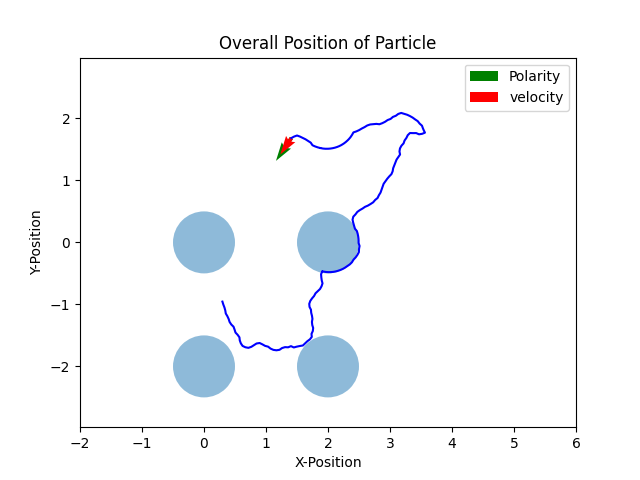 Overall Position of Particle
Polarity
velocity
2
1
0
−1
−2
Y-Position
−2 −1 0 1 2 3 4 5 6
X-Position